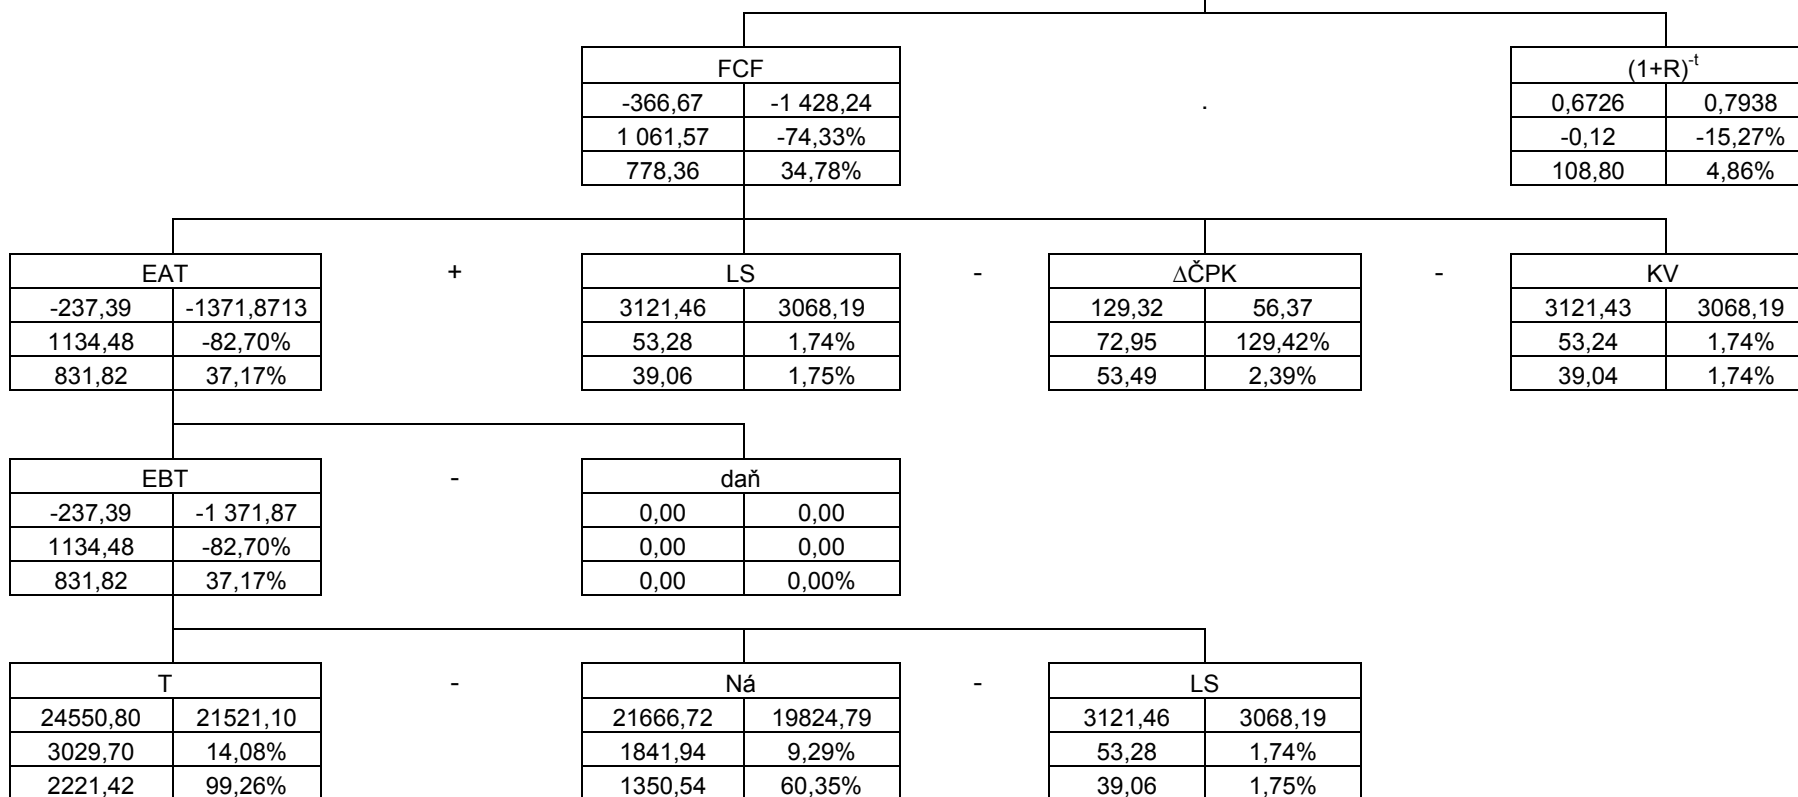 FCF . (1+R)-t
-366,67 -1 428,24 0,6726 0,7938
1 061,57 -74,33% -0,12 -15,27%
778,36 34,78% 108,80 4,86%
EAT + LS - ΔČPK - KV
-237,39 -1371,8713 3121,46 3068,19 129,32 56,37 3121,43 3068,19
1134,48 -82,70% 53,28 1,74% 72,95 129,42% 53,24 1,74%
831,82 37,17% 39,06 1,75% 53,49 2,39% 39,04 1,74%
EBT - daň
-237,39 -1 371,87 0,00 0,00
1134,48 -82,70% 0,00 0,00
831,82 37,17% 0,00 0,00%
T - Ná - LS
24550,80 21521,10 21666,72 19824,79 3121,46 3068,19
3029,70 14,08% 1841,94 9,29% 53,28 1,74%
2221,42 99,26% 1350,54 60,35% 39,06 1,75%